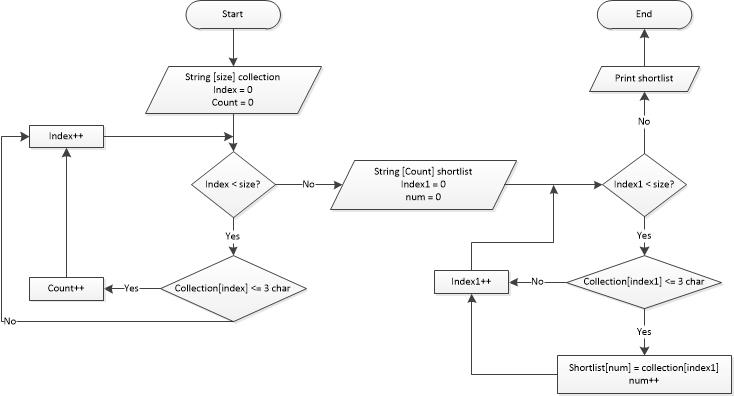 Start
String [size] collection
Index = 0
Count = 0
Index++
Index < size?
No
Yes
Collection[index] <= 3 char
Yes
Count++
No
String [Count] shortlist
Index1 = 0
num = 0
Index1 < size?
Yes
Collection[index1] <= 3 char
No
Index1++
Yes
Shortlist[num] = collection[index1]
num++
No
Print shortlist
End